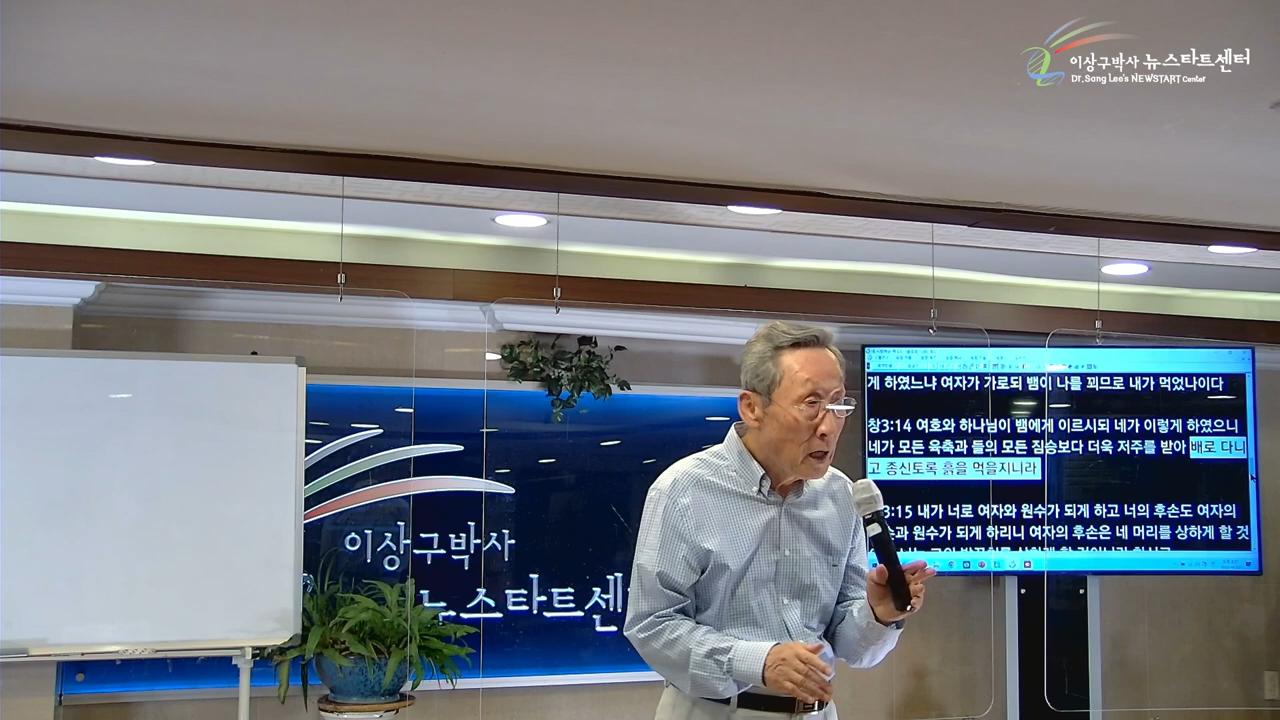 이상구박사 뉴스타트센터
Dr. Sang Lee's NEWSTART Center
게 하였느냐 여자가 가로되 뱀이 나를 꾀므로 내가 먹었나이다
창3:14 여호와 하나님이 뱀에게 이르시되 네가 이렇게 하였으니
네가 모든 육축과 들의 모든 짐승보다 더욱 저주를 받아 배로 다니
고 종신토록 흙을 먹을지니라
3:15 내가 너로 여자와 원수가 되게 하고 너의 후손도 여자의
과 원수가 되게 하리니 여자의 후손은 네 머리를 상하게 할 것
이상구박사
뉴스타트센